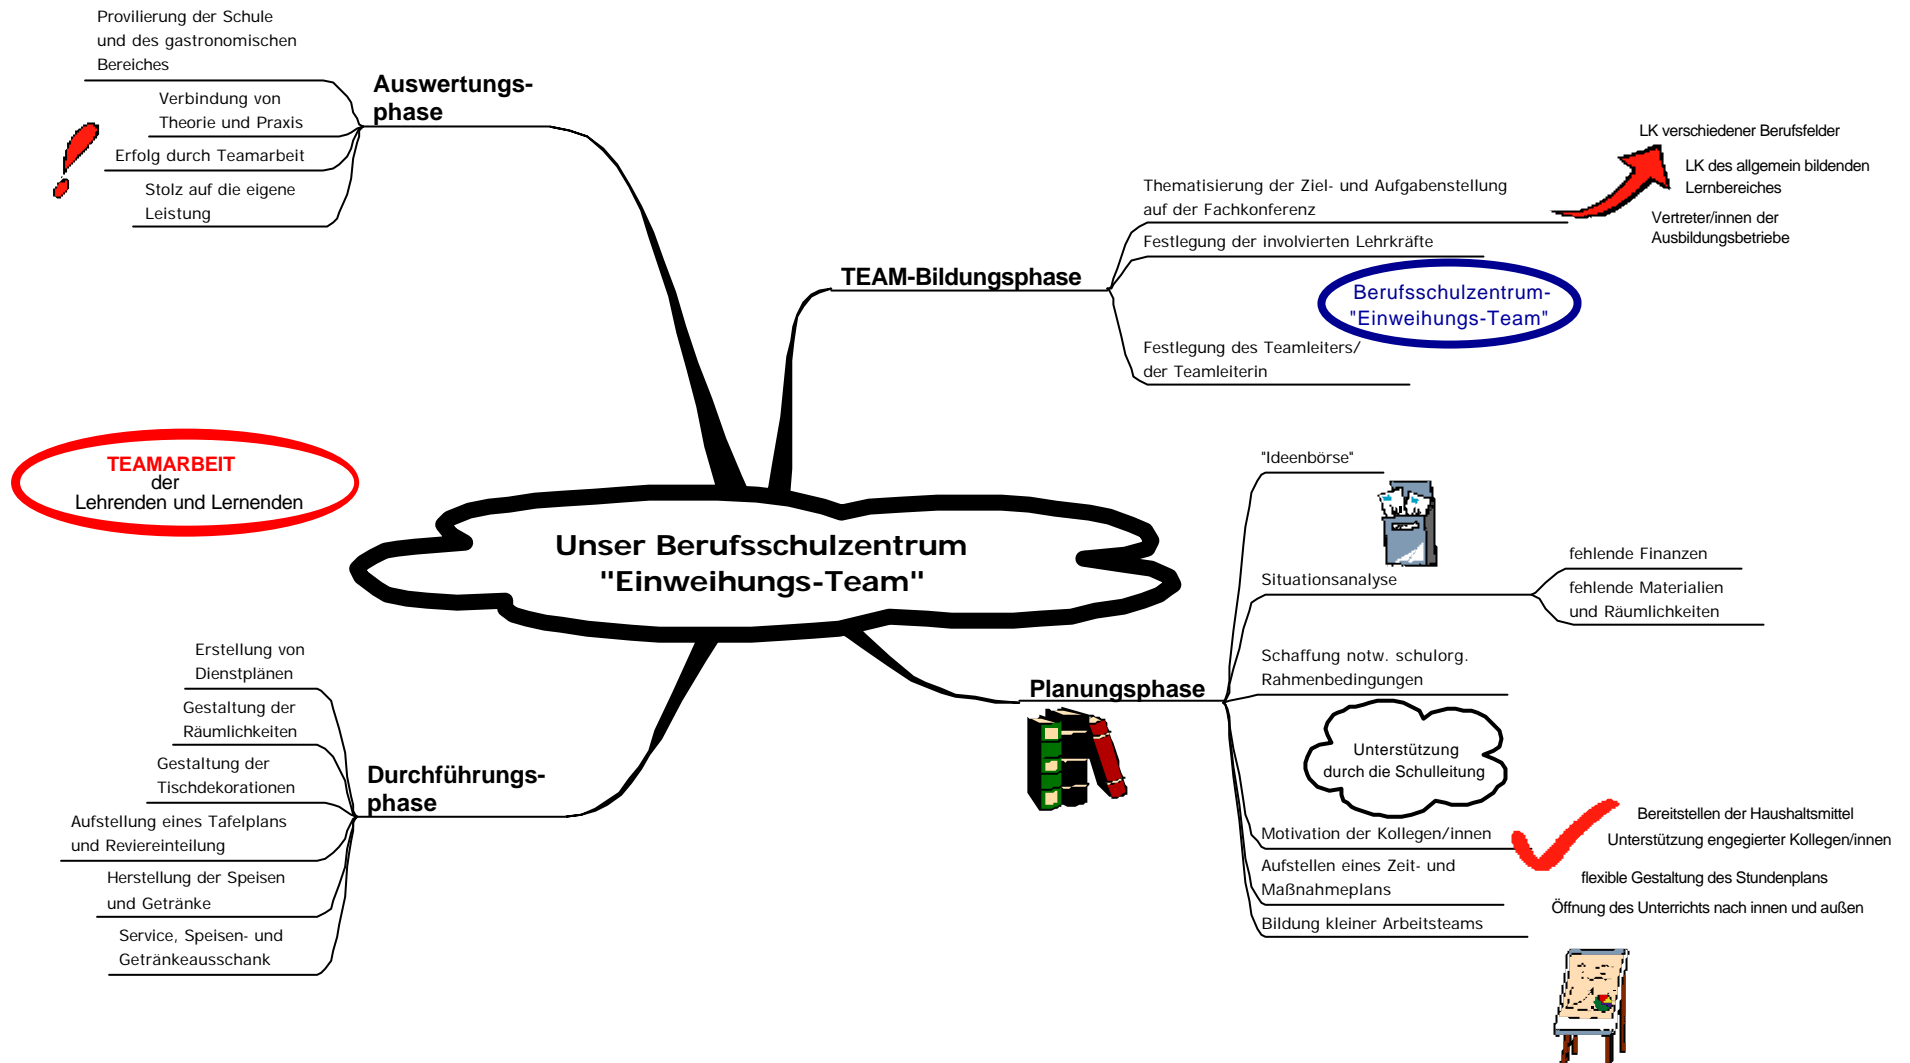 Provilierung der Schule
und des gastronomischen
Bereiches
Auswertungs-
phase
Verbindung von
Theorie und Praxis
Erfolg durch Teamarbeit
Stolz auf die eigene
Leistung
TEAM-Bildungsphase
Thematisierung der Ziel- und Aufgabenstellung
auf der Fachkonferenz
LK verschiedener Berufsfelder
LK des allgemein bildenden
Lernbereiches
Vertreter/innen der
Ausbildungsbetriebe
Festlegung der involvierten Lehrkräfte
Berufsschulzentrum-
"Einweihungs-Team"
Festlegung des Teamleiters/
der Teamleiterin
TEAMARBEIT
der
Lehrenden und Lernenden
Unser Berufsschulzentrum
"Einweihungs-Team"
Planungsphase
"Ideenbörse"
Situationsanalyse
fehlende Finanzen
fehlende Materialien
und Räumlichkeiten
Schaffung notw. schulorg.
Rahmenbedingungen
Unterstützung
durch die Schulleitung
Motivation der Kollegen/innen
Bereitstellen der Haushaltsmittel
Unterstützung engegierter Kollegen/innen
flexible Gestaltung des Stundenplans
Öffnung des Unterrichts nach innen und außen
Aufstellen eines Zeit- und
Maßnahmeplans
Bildung kleiner Arbeitsteams
Durchführungs-
phase
Erstellung von
Dienstplänen
Gestaltung der
Räumlichkeiten
Gestaltung der
Tischdekorationen
Aufstellung eines Tafelplans
und Reviereinteilung
Herstellung der Speisen
und Getränke
Service, Speisen- und
Getränkeausschank